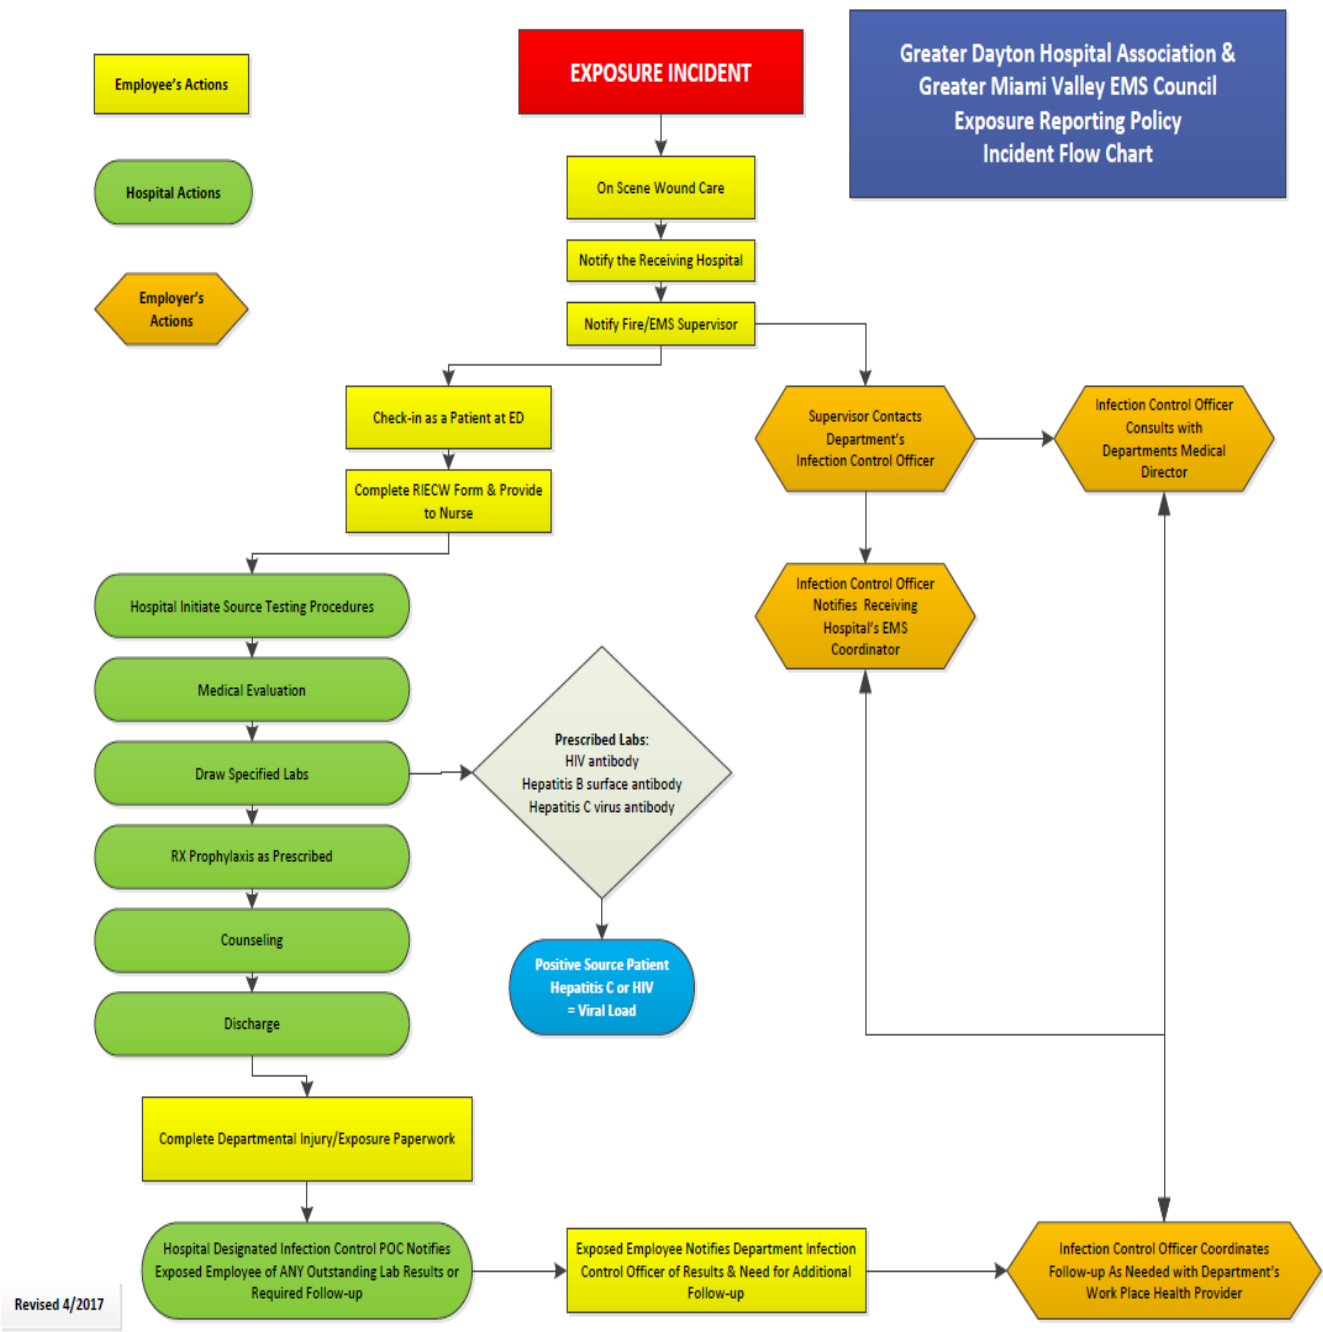 Employee's Actions
Hospital Actions
Employer's
Actions
EXPOSURE INCIDENT
Greater Dayton Hospital Association &
Greater Miami Valley EMS Council
Exposure Reporting Policy
Incident Flow Chart
On Scene Wound Care
Notify the Receiving Hospital
Notify Fire/EMS Supervisor
Check-in as a Patient at ED
Complete RIECW Form & Provide
to Nurse
Supervisor Contacts
Department's
Infection Control Officer
Infection Control Officer
Consults with
Departments Medical
Director
Infection Control Officer
Notifies Receiving
Hospital's EMS
Coordinator
Hospital Initiate Source Testing Procedures
Medical Evaluation
Draw Specified Labs
RX Prophylaxis as Prescribed
Counseling
Discharge
Prescribed Labs:
HIV antibody
Hepatitis B surface antibody
Hepatitis C virus antibody
Positive Source Patient
Hepatitis C or HIV
= Viral Load
Complete Departmental Injury/Exposure Paperwork
Hospital Designated Infection Control POC Notifies
Exposed Employee of ANY Outstanding Lab Results or
Required Follow-up
Exposed Employee Notifies Department Infection
Control Officer of Results & Need for Additional
Follow-up
Infection Control Officer Coordinates
Follow-up As Needed with Department's
Work Place Health Provider
Revised 4/2017